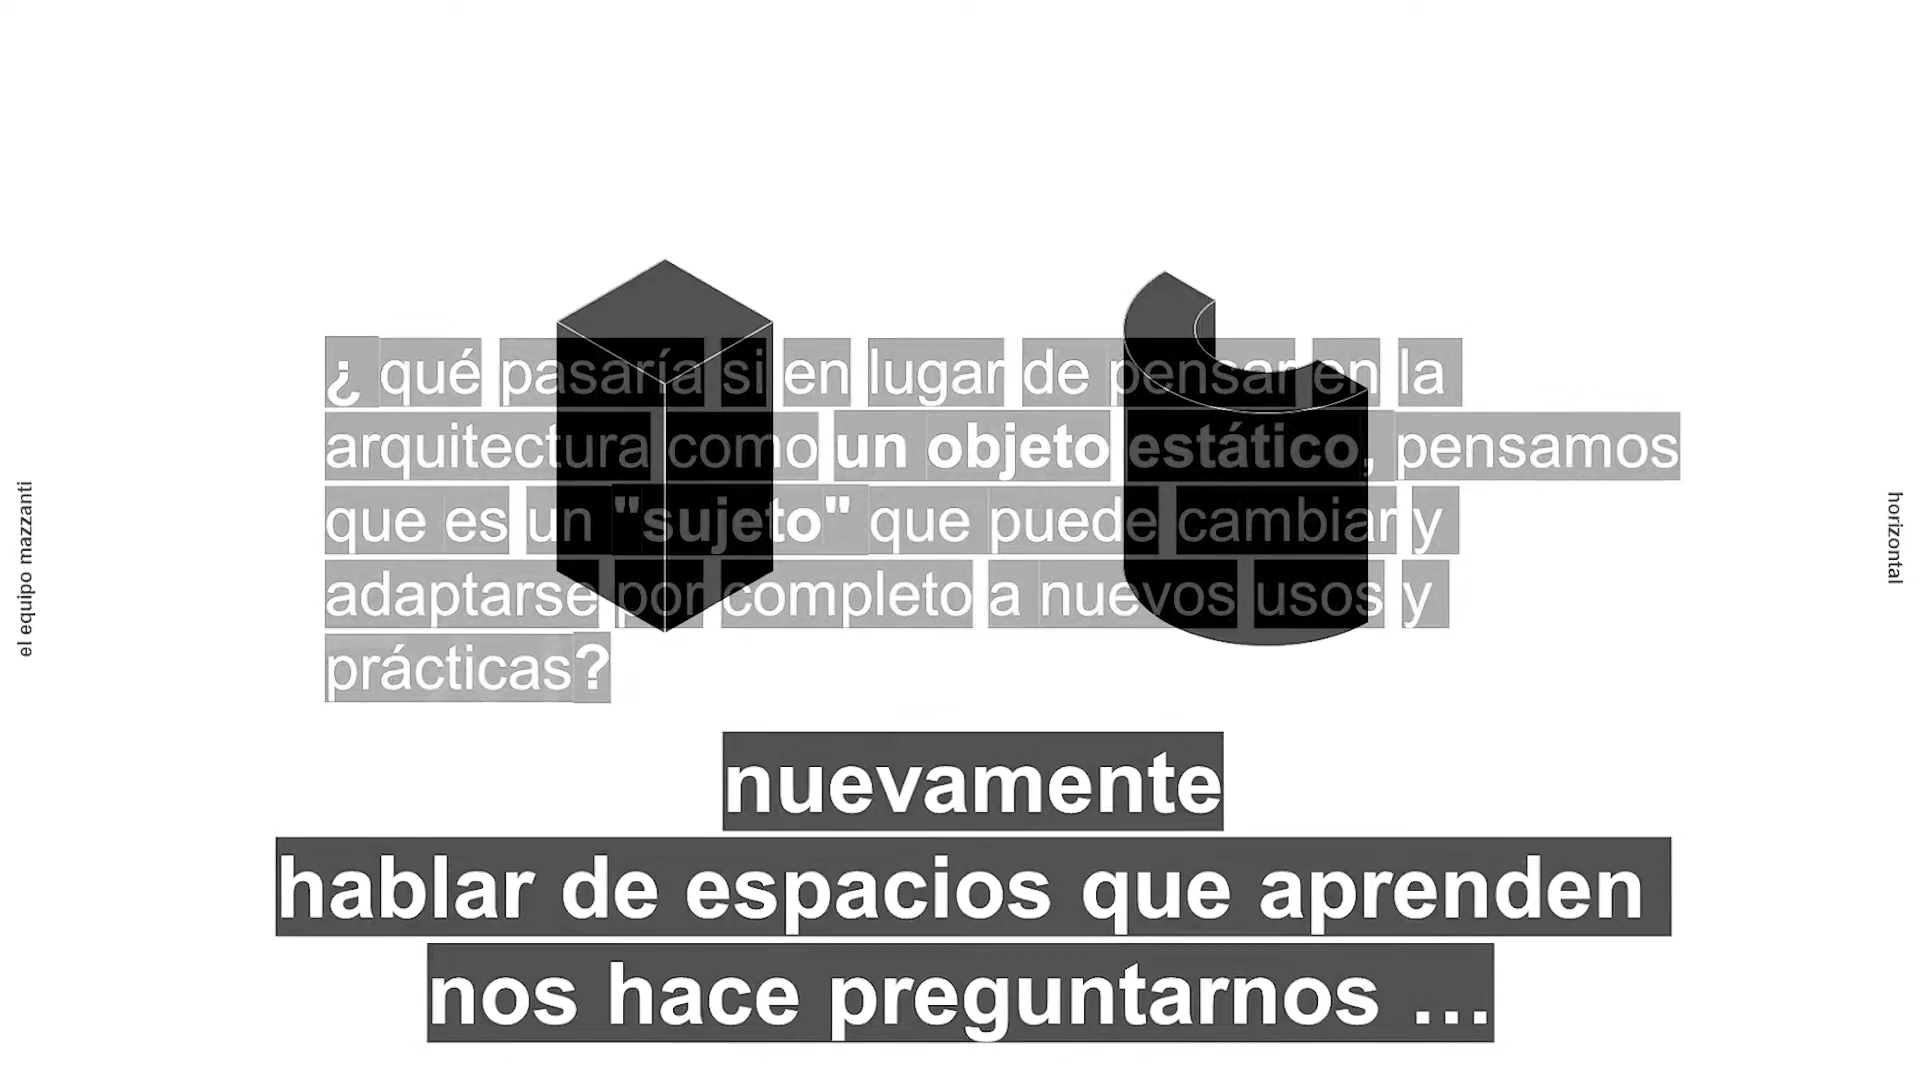 ¿ qué pasaría si en lugar de pensar en la
arquitectura como un objeto estático, pensamos
que es un "sujeto" que puede cambiar y
adaptarse por completo a nuevos usos y
prácticas?
nuevamente
hablar de espacios que aprenden
nos hace preguntarnos ...
el equipo mazzanti
horizontal